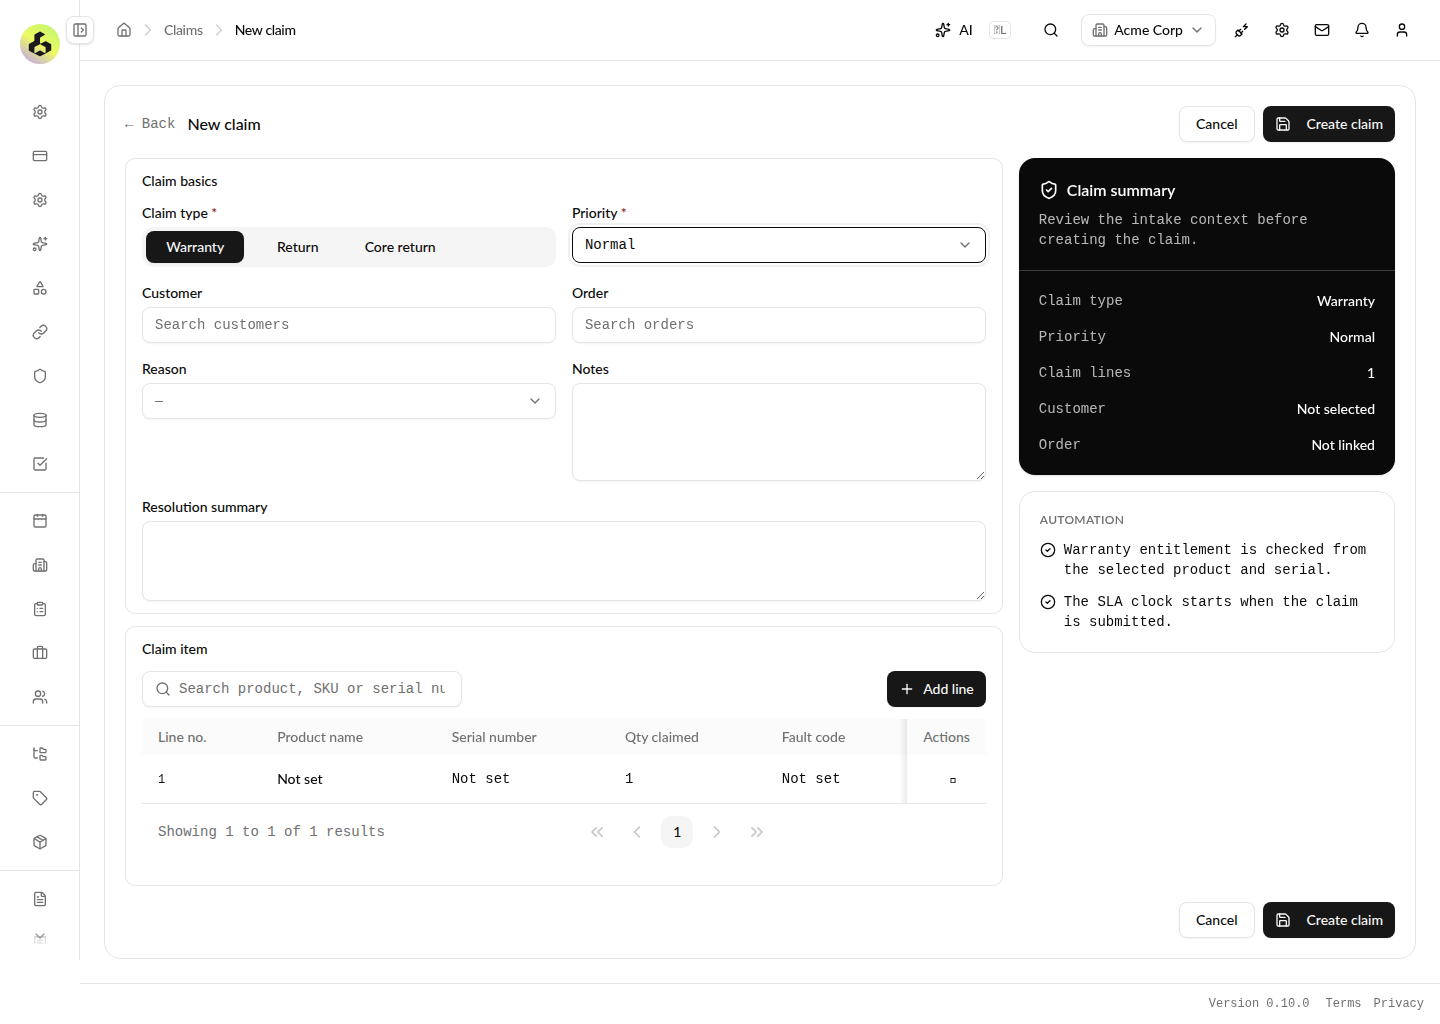 Claims
New claim
AI
L
Acme Corp
← Back
New claim
Cancel
Create claim
Claim basics
Claim type *
Priority *
Warranty
Return
Core return
Normal
Customer
Order
Search customers
Search orders
Reason
Notes
—
Resolution summary
Claim item
Search product, SKU or serial nu
Add line
Line no.
Product name
Serial number
Qty claimed
Fault code
Actions
1
Not set
Not set
1
Not set
Showing 1 to 1 of 1 results
1
Claim summary
Review the intake context before
creating the claim.
Claim type
Warranty
Priority
Normal
Claim lines
1
Customer
Not selected
Order
Not linked
AUTOMATION
Warranty entitlement is checked from
the selected product and serial.
The SLA clock starts when the claim
is submitted.
Cancel
Create claim
Version 0.10.0
Terms
Privacy